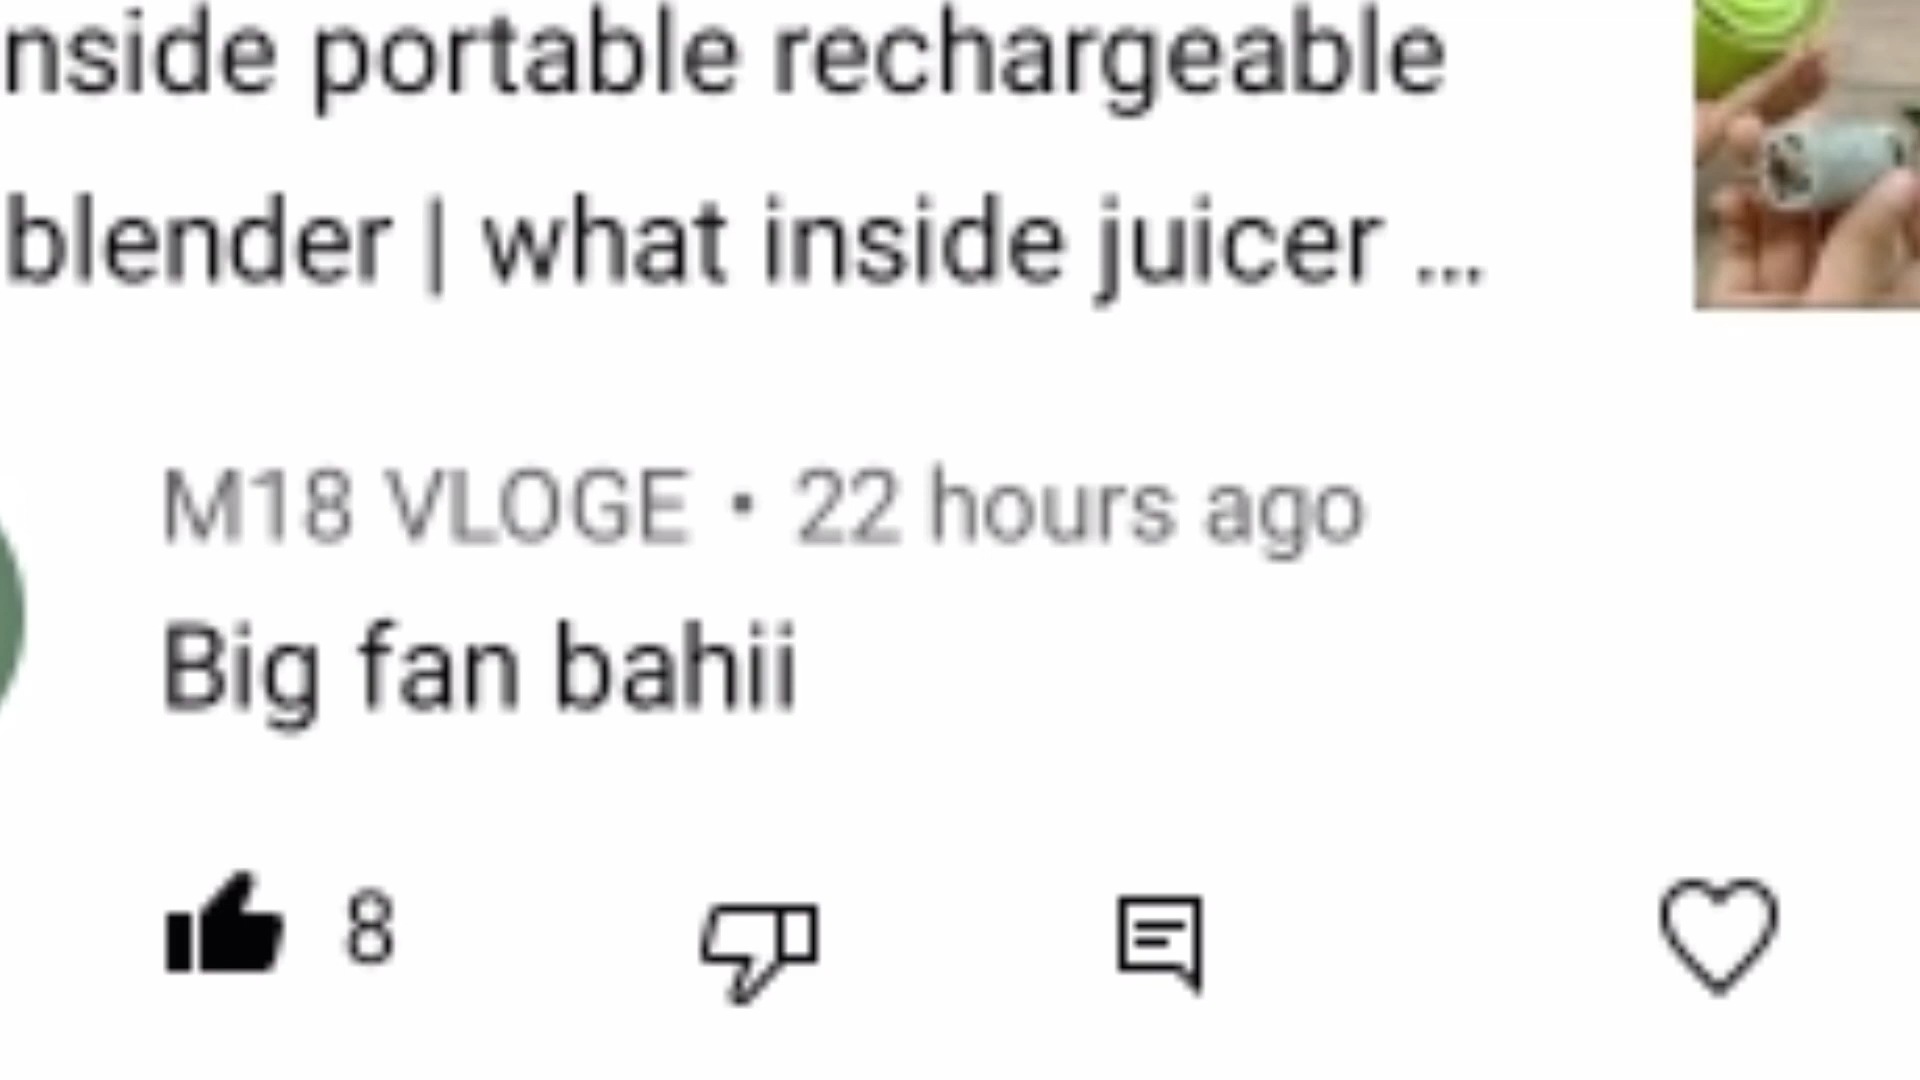 nside portable rechargeable
blender | what inside juicer ...
M18 VLOGE • 22 hours ago
Big fan bahii
8